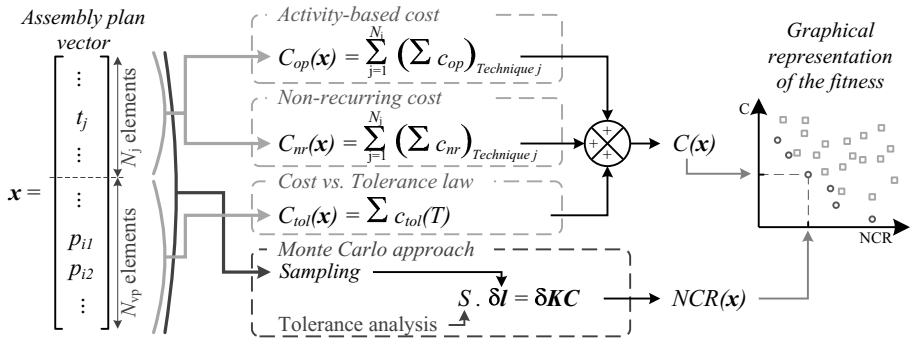 Assembly plan
vector
x =
...
t_j
...
...
p_i1
p_i2
...
N_j elements
N_vp elements
Activity-based cost
C_op(x) = ∑_{j=1}^{N_j} (∑ c_op)_{Technique j}
Non-recurring cost
C_nr(x) = ∑_{j=1}^{N_j} (∑ c_nr)_{Technique j}
Cost vs. Tolerance law
C_tol(x) = ∑ c_tol(T)
Monte Carlo approach
Sampling
S . δl = δKC
Tolerance analysis
+ + +
C(x)
NCR(x)
Graphical
representation
of the fitness
C
NCR